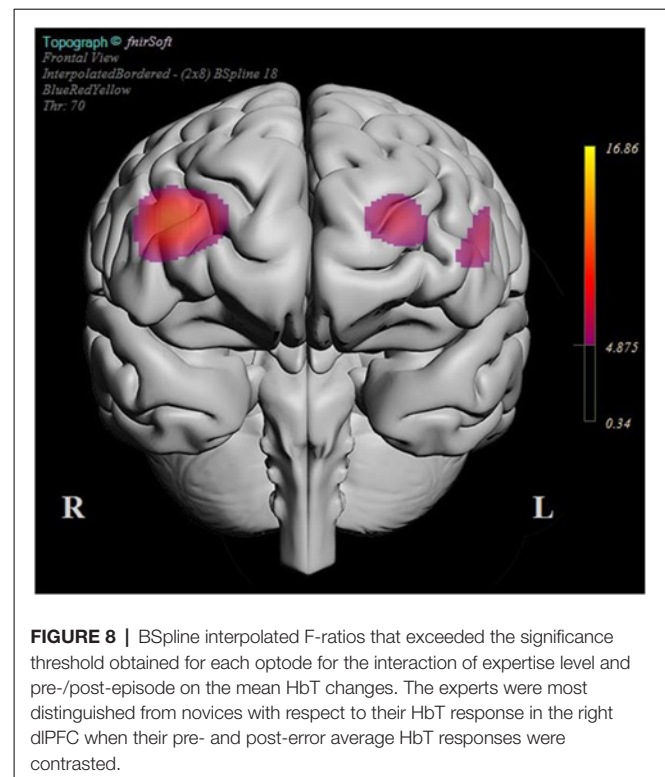 Topograph © fnirSoft
Frontal View
InterpolatedBordered - (2x8) BSpline 18
BlueRedYellow
Thr: 70
16.86
4.875
0.34
R
L
FIGURE 8 | BSpline interpolated F-ratios that exceeded the significance
threshold obtained for each optode for the interaction of expertise level and
pre-/post-episode on the mean HbT changes. The experts were most
distinguished from novices with respect to their HbT response in the right
dlPFC when their pre- and post-error average HbT responses were
contrasted.